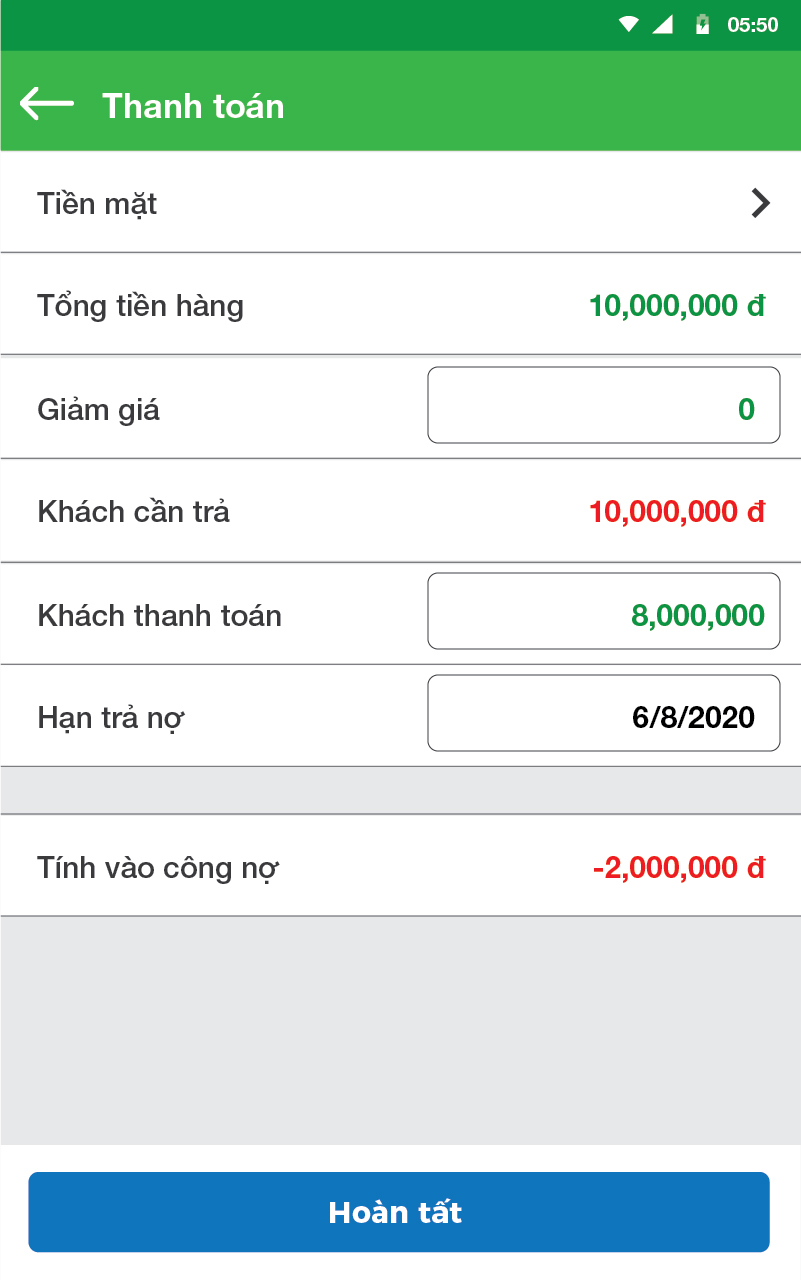 05:50
Thanh toán
Tiền mặt
Tổng tiền hàng 10,000,000 đ
Giảm giá 0
Khách cần trả 10,000,000 đ
Khách thanh toán 8,000,000
Hạn trả nợ 6/8/2020
Tính vào công nợ -2,000,000 đ
Hoàn tất